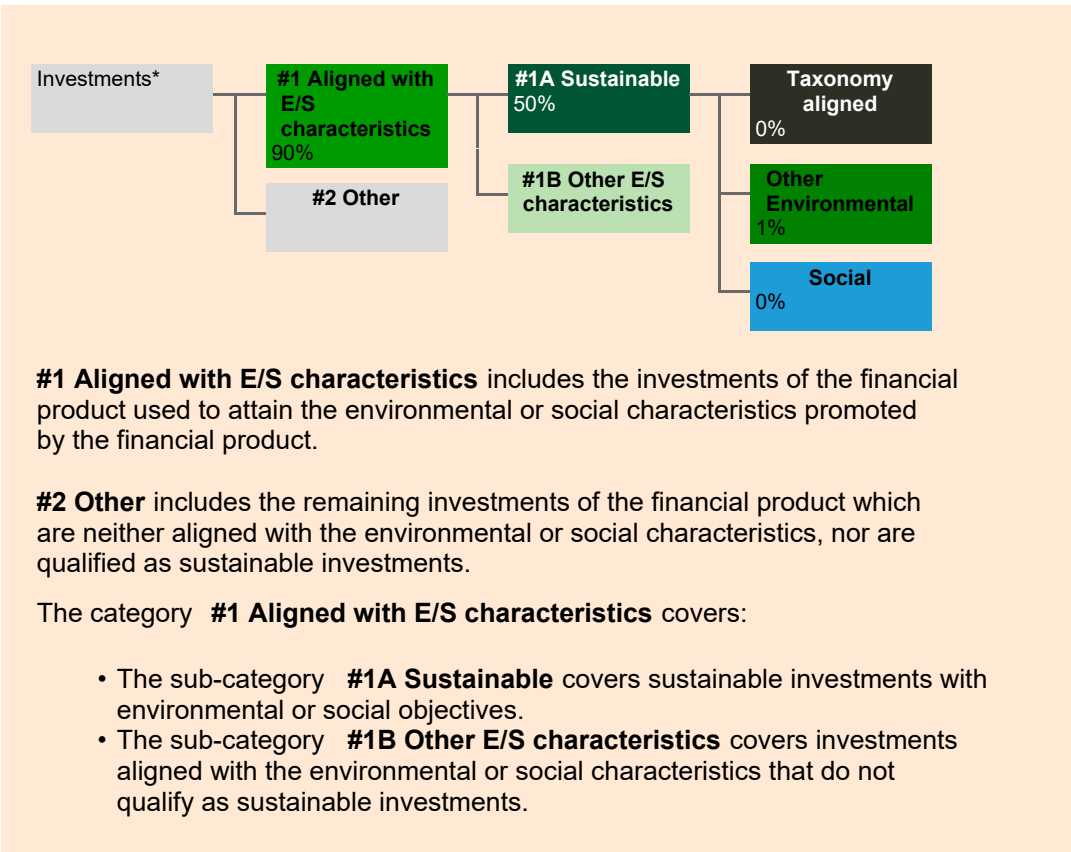 Investments*
#1 Aligned with
E/S
characteristics
90%
#2 Other
#1A Sustainable
50%
#1B Other E/S
characteristics
Taxonomy
aligned
0%
Other
Environmental
1%
Social
0%
#1 Aligned with E/S characteristics includes the investments of the financial
product used to attain the environmental or social characteristics promoted
by the financial product.
#2 Other includes the remaining investments of the financial product which
are neither aligned with the environmental or social characteristics, nor are
qualified as sustainable investments.
The category #1 Aligned with E/S characteristics covers:
• The sub-category #1A Sustainable covers sustainable investments with
environmental or social objectives.
• The sub-category #1B Other E/S characteristics covers investments
aligned with the environmental or social characteristics that do not
qualify as sustainable investments.